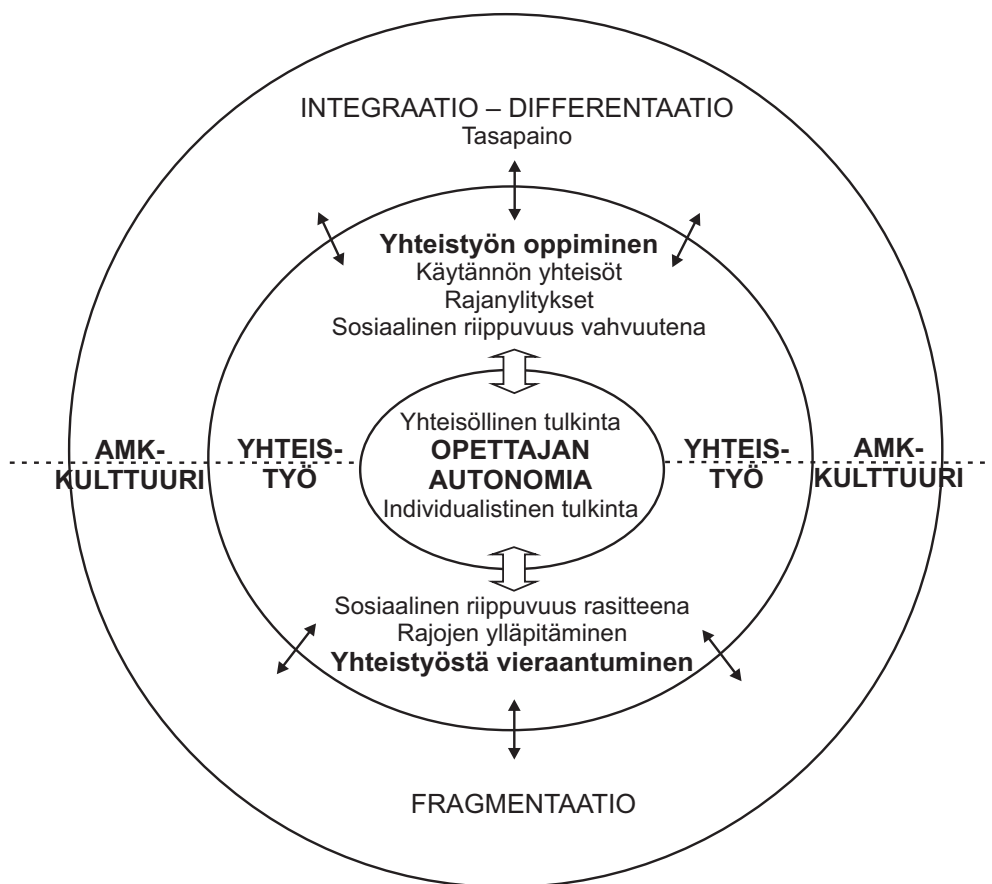 INTEGRAATIO – DIFFERENTAATIO
Tasapaino
Yhteistyön oppiminen
Käytännön yhteisöt
Rajanylitykset
Sosiaalinen riippuvuus vahvuutena
Yhteisöllinen tulkinta
AMK-
KULTTUURI
YHTEIS-
TYÖ
OPETTAJAN
AUTONOMIA
YHTEIS-
TYÖ
AMK-
KULTTUURI
Individualistinen tulkinta
Sosiaalinen riippuvuus rasitteena
Rajojen ylläpitäminen
Yhteistyöstä vieraantuminen
FRAGMENTAATIO